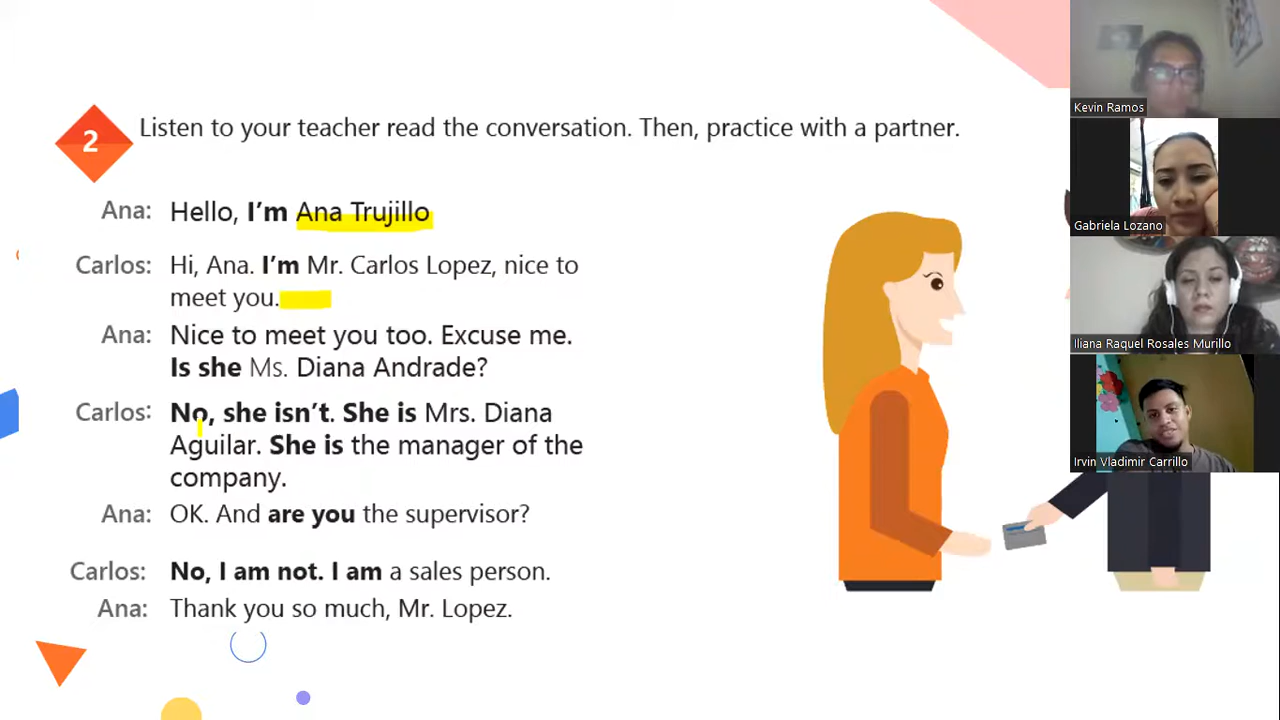 2
Listen to your teacher read the conversation. Then, practice with a partner.
Ana: Hello, I'm Ana Trujillo
Carlos: Hi, Ana. I'm Mr. Carlos Lopez, nice to
meet you.
Ana: Nice to meet you too. Excuse me.
Is she Ms. Diana Andrade?
Carlos: No, she isn't. She is Mrs. Diana
Aguilar. She is the manager of the
company.
Ana: OK. And are you the supervisor?
Carlos: No, I am not. I am a sales person.
Ana: Thank you so much, Mr. Lopez.
Kevin Ramos
Gabriela Lozano
Iliana Raquel Rosales Murillo
Irvin Vladimir Carrillo